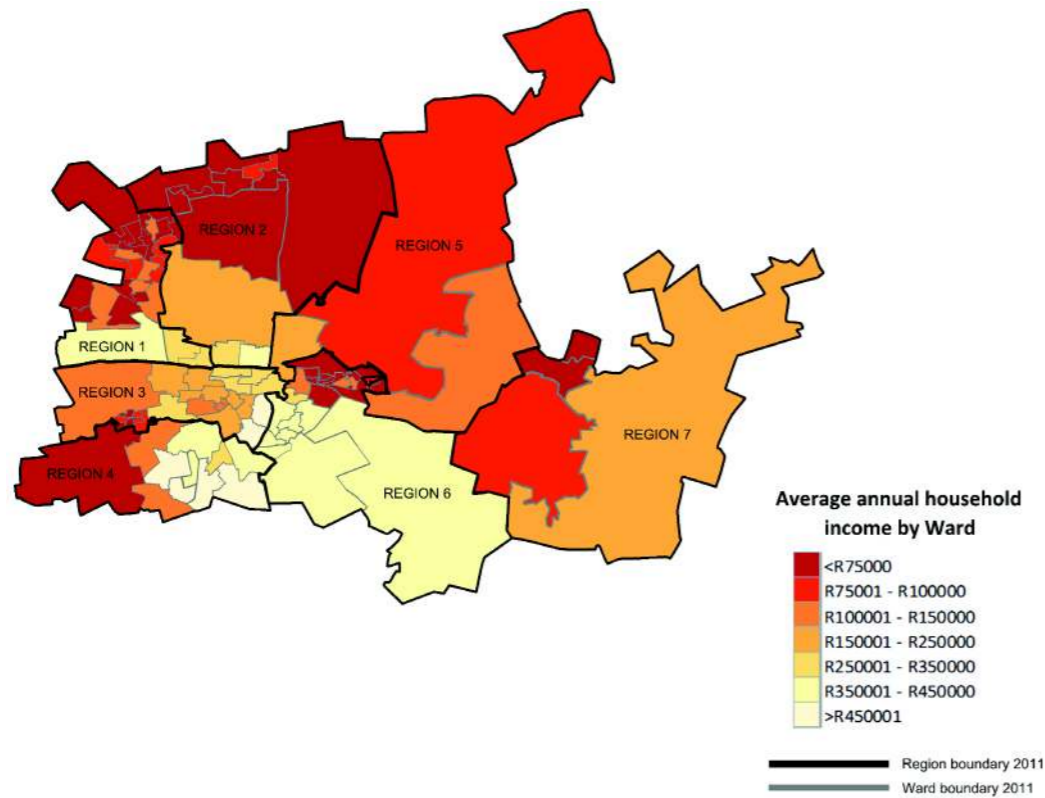 REGION 2
REGION 5
REGION 1
REGION 3
REGION 7
REGION 4
REGION 6
Average annual household
income by Ward
<R75000
R75001 - R100000
R100001 - R150000
R150001 - R250000
R250001 - R350000
R350001 - R450000
>R450001
Region boundary 2011
Ward boundary 2011